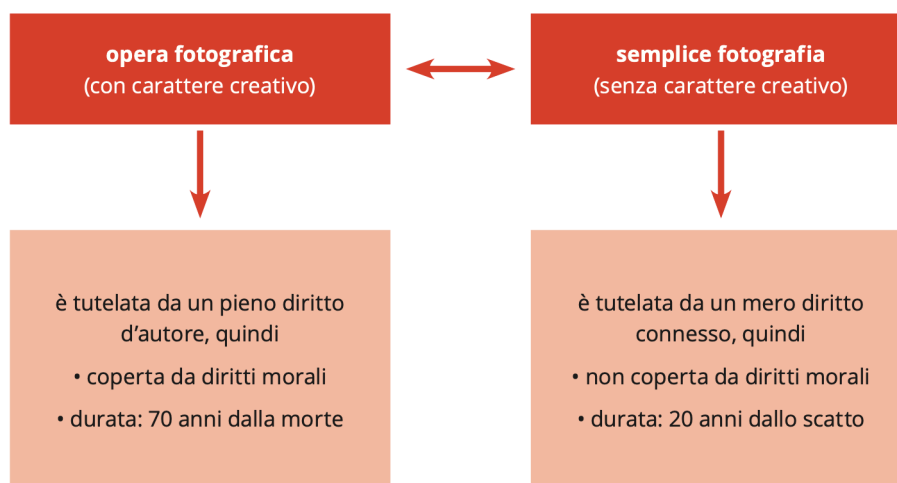 opera fotografica
(con carattere creativo)
semplice fotografia
(senza carattere creativo)
è tutelata da un pieno diritto
d’autore, quindi
• coperta da diritti morali
• durata: 70 anni dalla morte
è tutelata da un mero diritto
connesso, quindi
• non coperta da diritti morali
• durata: 20 anni dallo scatto